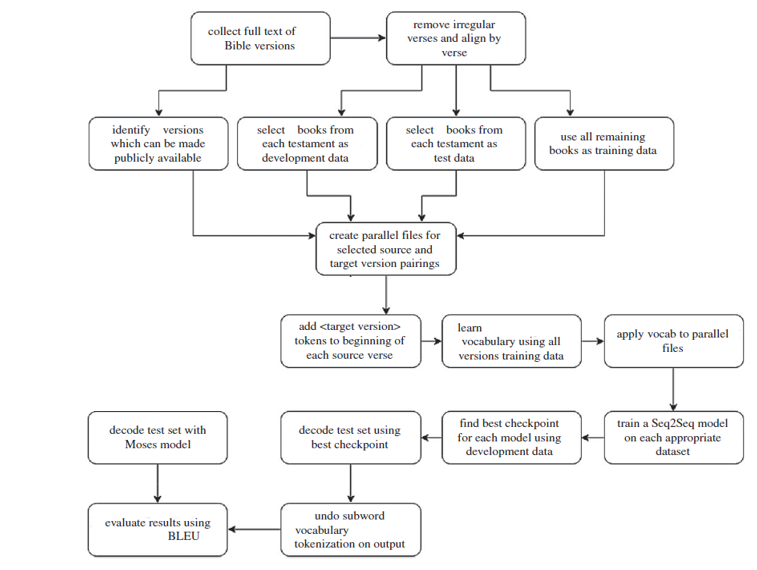 collect full text of
Bible versions
remove irregular
verses and align by
verse
identify versions
which can be made
publicly available
select books from
each testament as
development data
select books from
each testament as
test data
use all remaining
books as training data
create parallel files for
selected source and
target version pairings
add <target version>
tokens to beginning of
each source verse
learn
vocabulary using all
versions training data
apply vocab to parallel
files
train a Seq2Seq model
on each appropriate
dataset
find best checkpoint
for each model using
development data
decode test set using
best checkpoint
decode test set with
Moses model
undo subword
vocabulary
tokenization on output
evaluate results using
BLEU